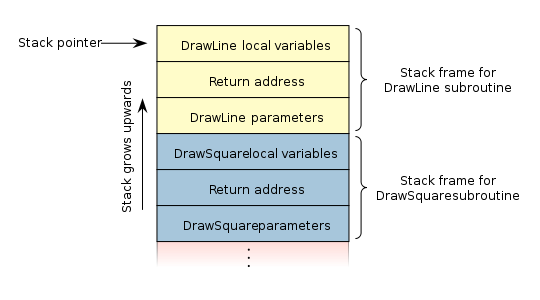 Stack pointer
DrawLine local variables
Return address
DrawLine parameters
Stack frame for
DrawLine subroutine
Stack grows upwards
DrawSquarelocal variables
Return address
DrawSquareparameters
Stack frame for
DrawSquaresubroutine